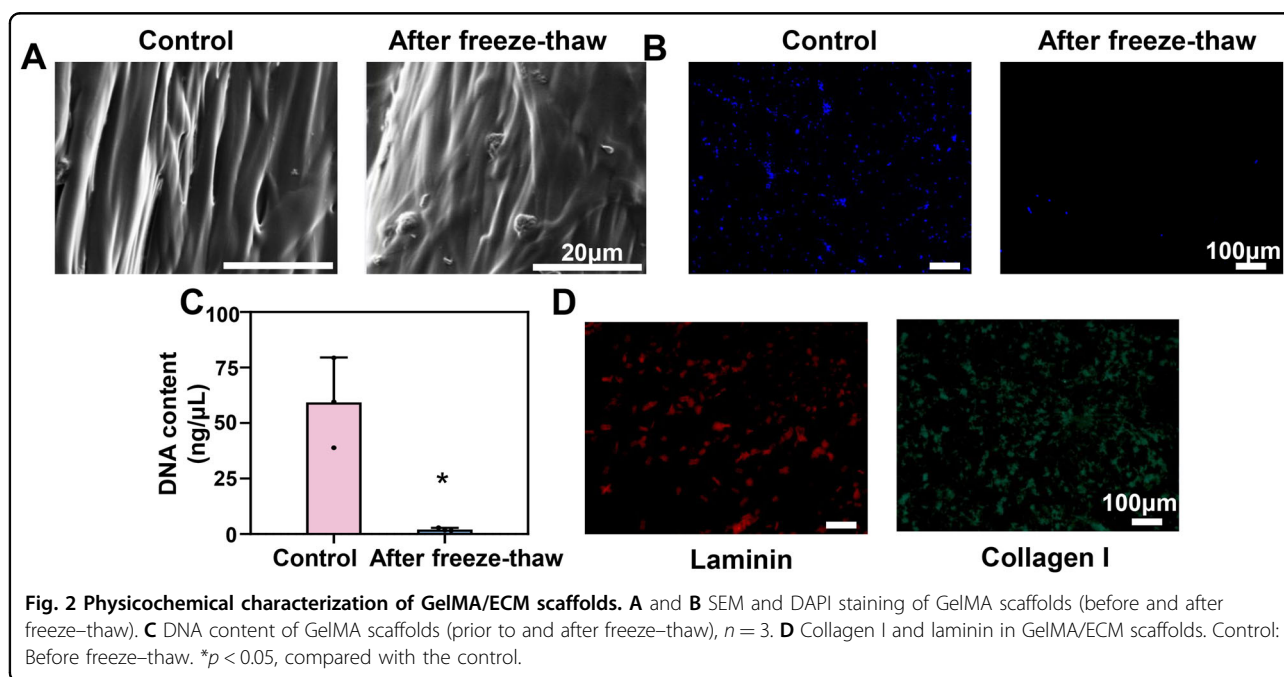 A
Control
After freeze-thaw
20µm
B
Control
After freeze-thaw
100µm
C
DNA content
(ng/µL)
100
75
50
25
0
*
Control
After freeze-thaw
D
100µm
Laminin
Collagen I
Fig. 2 Physicochemical characterization of GelMA/ECM scaffolds. A and B SEM and DAPI staining of GelMA scaffolds (before and after
freeze–thaw). C DNA content of GelMA scaffolds (prior to and after freeze–thaw), n = 3. D Collagen I and laminin in GelMA/ECM scaffolds. Control:
Before freeze–thaw. *p < 0.05, compared with the control.